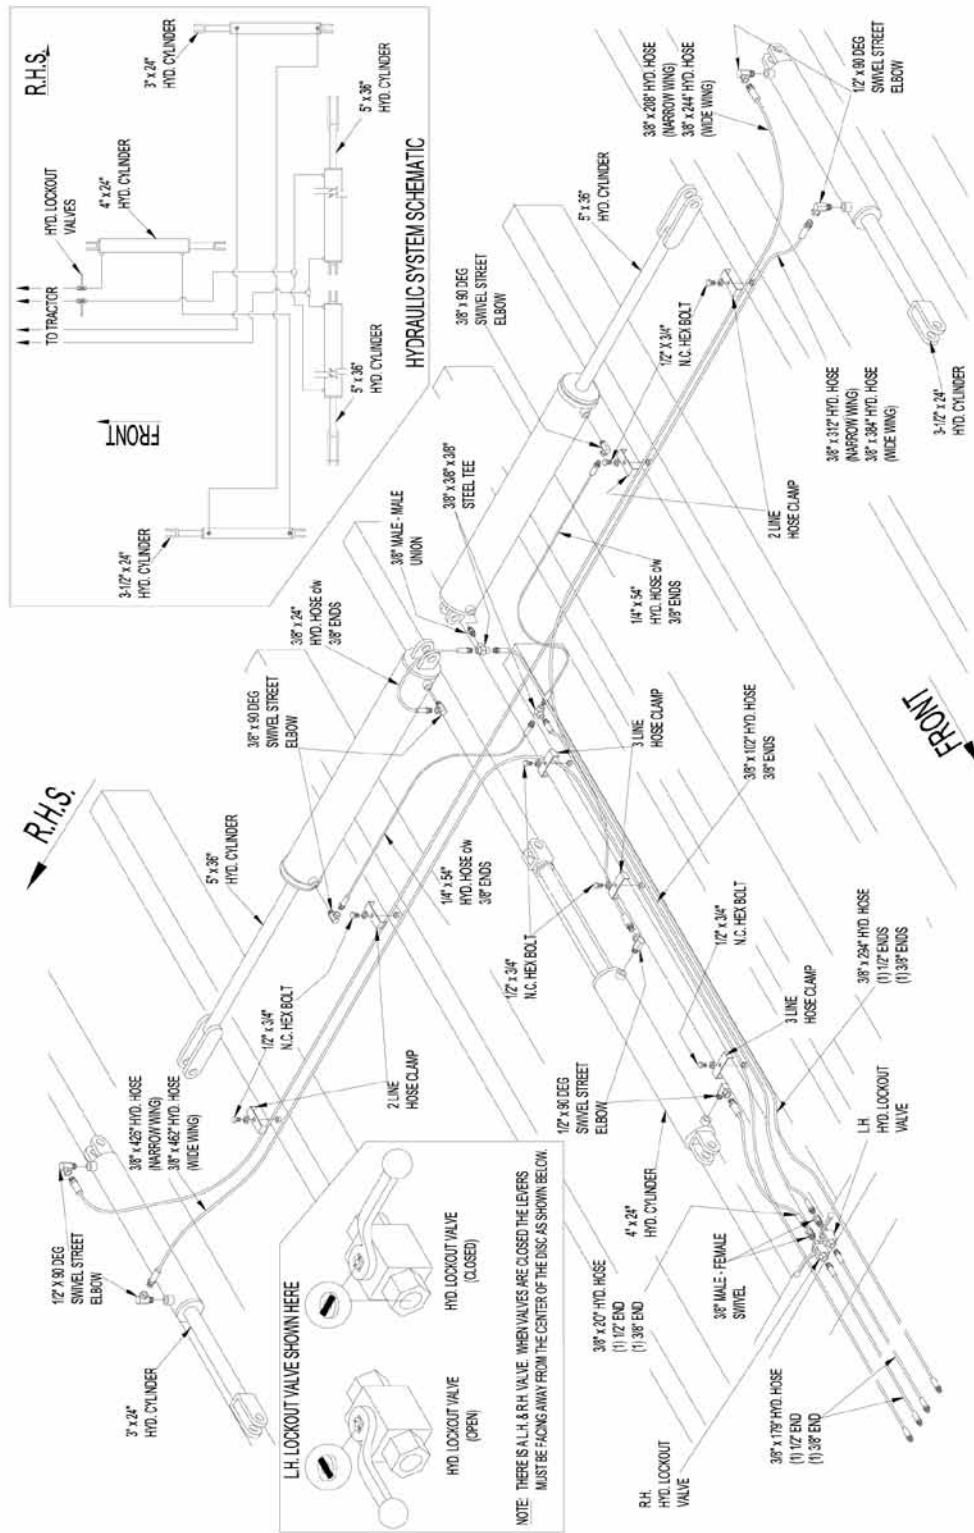 R.H.S.
3" x 24"
HYD. CYLINDER
5" x 36"
HYD. CYLINDER
HYD. LOCKOUT
VALVES
4" x 24"
HYD. CYLINDER
TO TRACTOR
5" x 36"
HYD. CYLINDER
FRONT
3-1/2" x 24"
HYD. CYLINDER
HYDRAULIC SYSTEM SCHEMATIC
1/2" x 90 DEG
SWIVEL STREET
ELBOW
3/8" x 208" HYD. HOSE
(NARROW WING)
3/8" x 244" HYD. HOSE
(WIDE WING)
5" x 36"
HYD. CYLINDER
3/8" x 90 DEG
SWIVEL STREET
ELBOW
1/2" X 3/4"
N.C. HEX BOLT
3-1/2" x 24"
HYD. CYLINDER
3/8" x 312" HYD. HOSE
(NARROW WING)
3/8" x 384" HYD. HOSE
(WIDE WING)
2 LINE
HOSE CLAMP
3/8" x 3/8" x 3/8"
STEEL TEE
3/8" MALE - MALE
UNION
1/4" x 54"
HYD. HOSE c/w
3/8" ENDS
3/8" x 24"
HYD. HOSE c/w
3/8" ENDS
3/8" x 90 DEG
SWIVEL STREET
ELBOW
3 LINE
HOSE CLAMP
3/8" x 102" HYD. HOSE
3/8" ENDS
FRONT
R.H.S.
5" x 36"
HYD. CYLINDER
1/4" x 54"
HYD. HOSE c/w
3/8" ENDS
1/2" x 3/4"
N.C. HEX BOLT
1/2" x 3/4"
N.C. HEX BOLT
3 LINE
HOSE CLAMP
3/8" x 294" HYD. HOSE
(1) 1/2" ENDS
(1) 3/8" ENDS
1/2" x 3/4"
N.C. HEX BOLT
2 LINE
HOSE CLAMP
1/2" x 90 DEG
SWIVEL STREET
ELBOW
L.H.
HYD. LOCKOUT
VALVE
3/8" x 426" HYD. HOSE
(NARROW WING)
3/8" x 462" HYD. HOSE
(WIDE WING)
4" x 24"
HYD. CYLINDER
1/2" X 90 DEG
SWIVEL STREET
ELBOW
3/8" x 20" HYD. HOSE
(1) 1/2" END
(1) 3/8" END
3/8" MALE - FEMALE
SWIVEL
3" x 24"
HYD. CYLINDER
3/8" x 179" HYD. HOSE
(1) 1/2" END
(1) 3/8" END
R.H.
HYD. LOCKOUT
VALVE
L.H. LOCKOUT VALVE SHOWN HERE
HYD LOCKOUT VALVE
(OPEN)
HYD. LOCKOUT VALVE
(CLOSED)
NOTE: THERE IS A L.H. & R.H. VALVE. WHEN VALVES ARE CLOSED THE LEVERS
MUST BE FACING AWAY FROM THE CENTER OF THE DISC AS SHOWN BELOW.